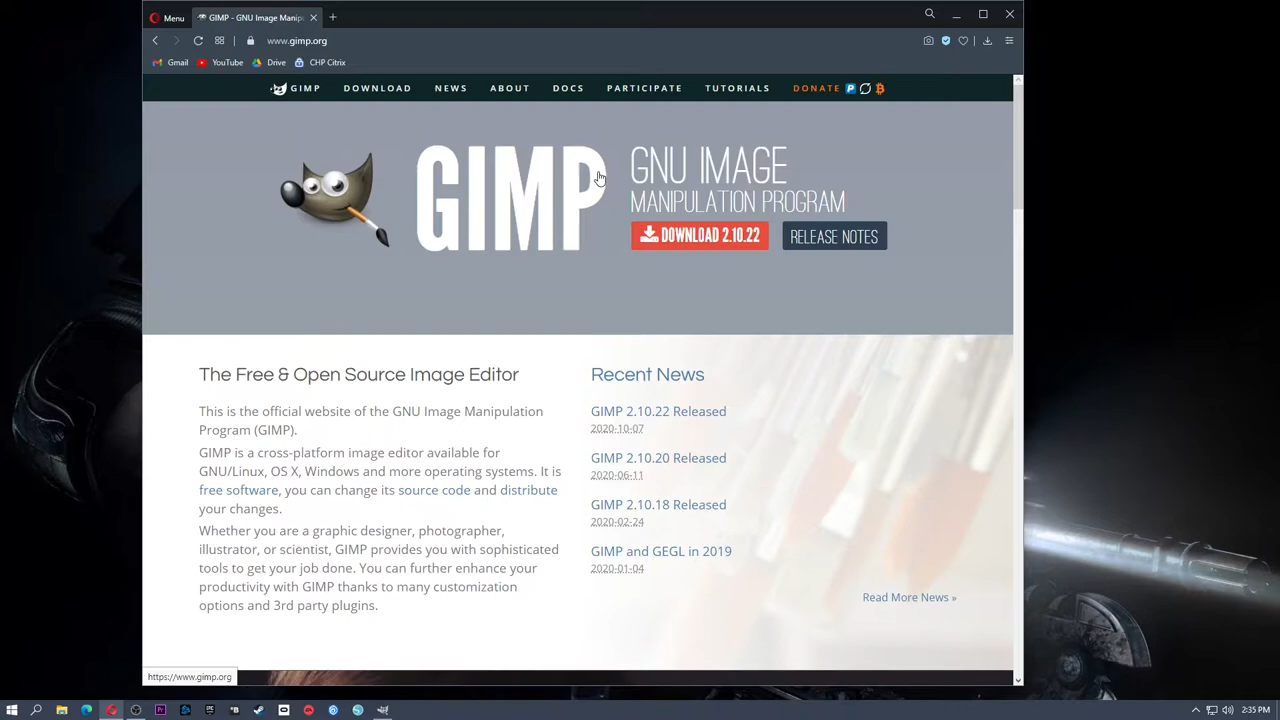 Menu
GIMP - GNU Image Manipu
www.gimp.org
Gmail
YouTube
Drive
CHP Citrix
GIMP
DOWNLOAD
NEWS
ABOUT
DOCS
PARTICIPATE
TUTORIALS
DONATE
GIMP
GNU IMAGE
MANIPULATION PROGRAM
DOWNLOAD 2.10.22
RELEASE NOTES
The Free & Open Source Image Editor
This is the official website of the GNU Image Manipulation
Program (GIMP).
GIMP is a cross-platform image editor available for
GNU/Linux, OS X, Windows and more operating systems. It is
free software, you can change its source code and distribute
your changes.
Whether you are a graphic designer, photographer,
illustrator, or scientist, GIMP provides you with sophisticated
tools to get your job done. You can further enhance your
productivity with GIMP thanks to many customization
options and 3rd party plugins.
Recent News
GIMP 2.10.22 Released
2020-10-07
GIMP 2.10.20 Released
2020-06-11
GIMP 2.10.18 Released
2020-02-24
GIMP and GEGL in 2019
2020-01-04
Read More News »
https://www.gimp.org
2:35 PM